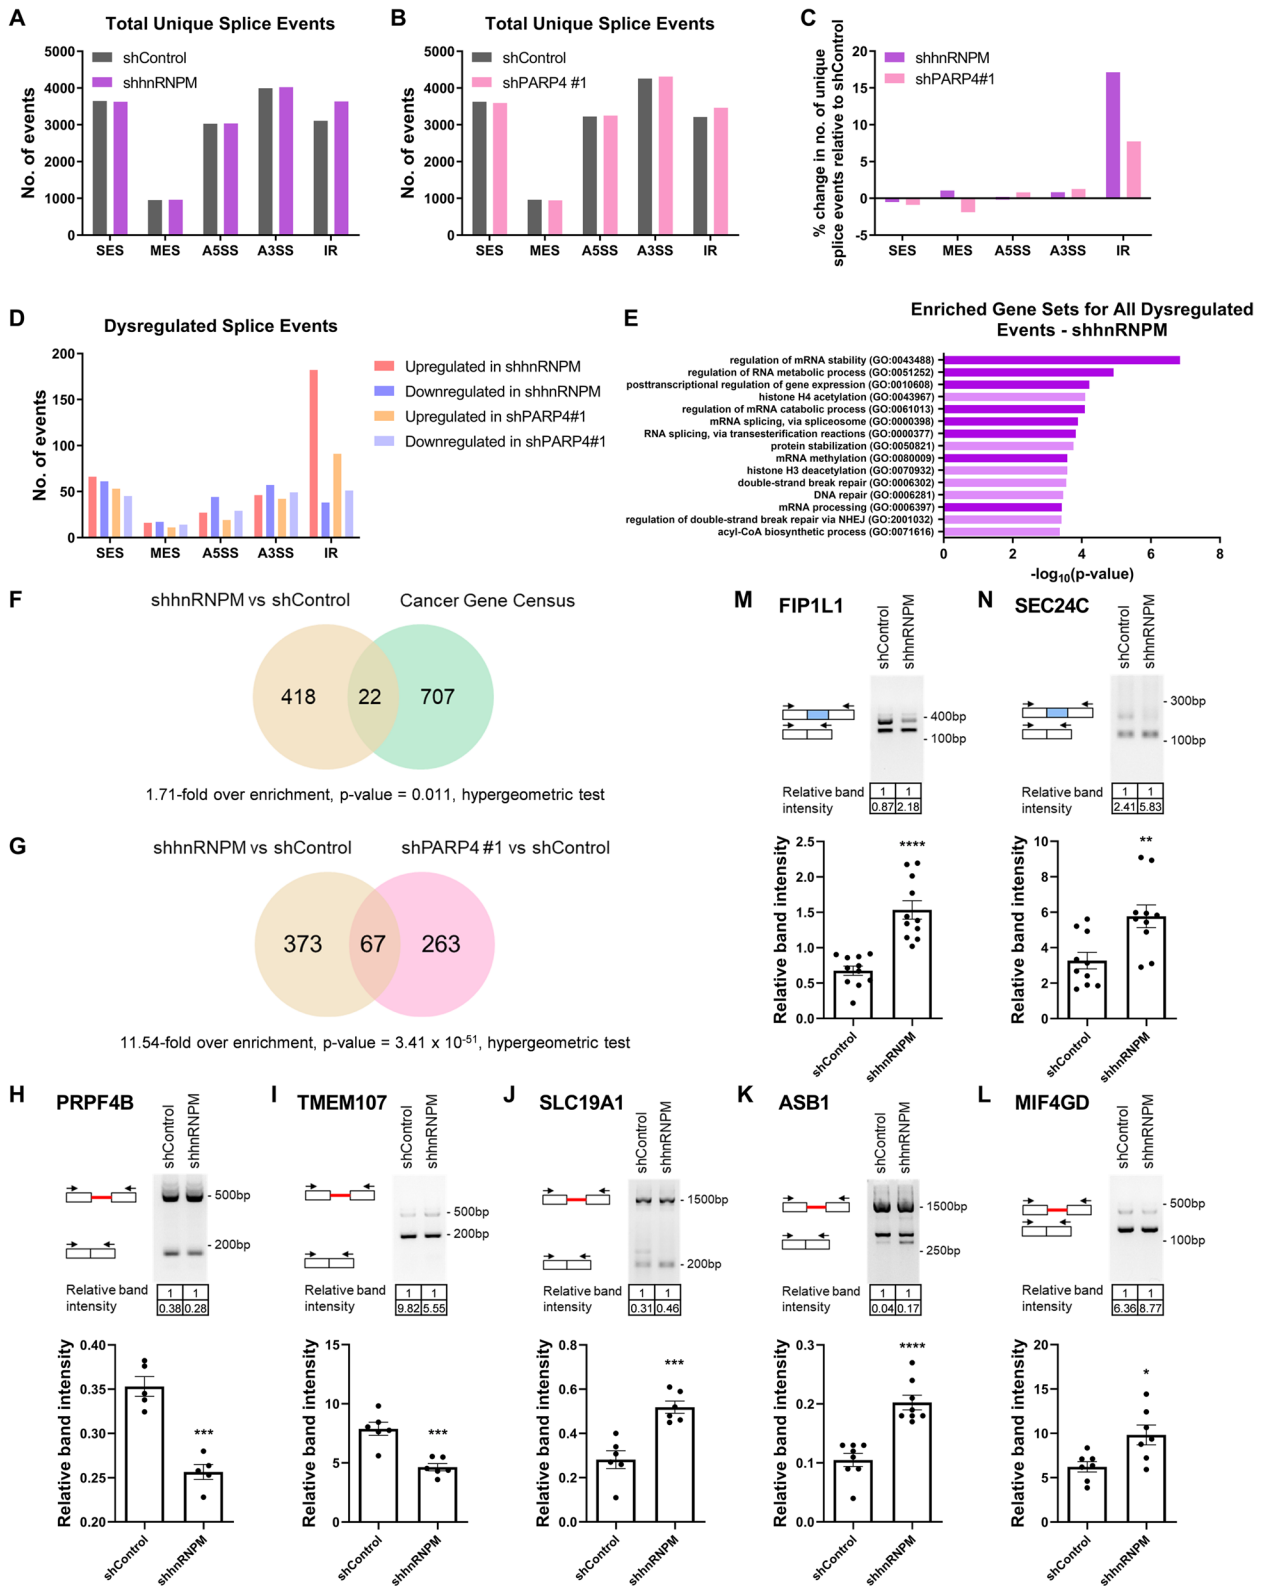 A
Total Unique Splice Events
No. of events
5000
4000
3000
2000
1000
0
shControl
shhnRNPM
SES MES A5SS A3SS IR
B
Total Unique Splice Events
No. of events
5000
4000
3000
2000
1000
0
shControl
shPARP4 #1
SES MES A5SS A3SS IR
C
% change in no. of unique
splice events relative to shControl
20
15
10
5
0
-5
shhnRNPM
shPARP4#1
SES MES A5SS A3SS IR
D
Dysregulated Splice Events
No. of events
200
150
100
50
0
SES MES A5SS A3SS IR
Upregulated in shhnRNPM
Downregulated in shhnRNPM
Upregulated in shPARP4#1
Downregulated in shPARP4#1
E
Enriched Gene Sets for All Dysregulated
Events - shhnRNPM
regulation of mRNA stability (GO:0043488)
regulation of RNA metabolic process (GO:0051252)
posttranscriptional regulation of gene expression (GO:0010608)
histone H4 acetylation (GO:0043967)
regulation of mRNA catabolic process (GO:0061013)
mRNA splicing, via spliceosome (GO:0000398)
RNA splicing, via transesterification reactions (GO:0000377)
protein stabilization (GO:0050821)
mRNA methylation (GO:0080009)
histone H3 deacetylation (GO:0070932)
double-strand break repair (GO:0006302)
DNA repair (GO:0006281)
mRNA processing (GO:0006397)
regulation of double-strand break repair via NHEJ (GO:2001032)
acyl-CoA biosynthetic process (GO:0071616)
0 2 4 6 8
-log10(p-value)
F
shhnRNPM vs shControl Cancer Gene Census
418 22 707
1.71-fold over enrichment, p-value = 0.011, hypergeometric test
G
shhnRNPM vs shControl shPARP4 #1 vs shControl
373 67 263
11.54-fold over enrichment, p-value = 3.41 x 10-51, hypergeometric test
M
FIP1L1
shControl
shhnRNPM
- 400bp
- 100bp
Relative band
intensity
1 1
0.87 2.18
Relative band intensity
2.5
2.0
1.5
1.0
0.5
0.0
****
shControl
shhnRNPM
N
SEC24C
shControl
shhnRNPM
- 300bp
- 100bp
Relative band
intensity
1 1
2.41 5.83
Relative band intensity
10
8
6
4
2
0
**
shControl
shhnRNPM
H
PRPF4B
shControl
shhnRNPM
- 500bp
- 200bp
Relative band
intensity
1 1
0.38 0.28
Relative band intensity
0.40
0.35
0.30
0.25
0.20
***
shControl
shhnRNPM
I
TMEM107
shControl
shhnRNPM
- 500bp
- 200bp
Relative band
intensity
1 1
9.82 5.55
Relative band intensity
15
10
5
0
***
shControl
shhnRNPM
J
SLC19A1
shControl
shhnRNPM
- 1500bp
- 200bp
Relative band
intensity
1 1
0.31 0.46
Relative band intensity
0.8
0.6
0.4
0.2
0.0
***
shControl
shhnRNPM
K
ASB1
shControl
shhnRNPM
- 1500bp
- 250bp
Relative band
intensity
1 1
0.04 0.17
Relative band intensity
0.3
0.2
0.1
0.0
****
shControl
shhnRNPM
L
MIF4GD
shControl
shhnRNPM
- 500bp
- 100bp
Relative band
intensity
1 1
6.36 8.77
Relative band intensity
20
15
10
5
0
*
shControl
shhnRNPM